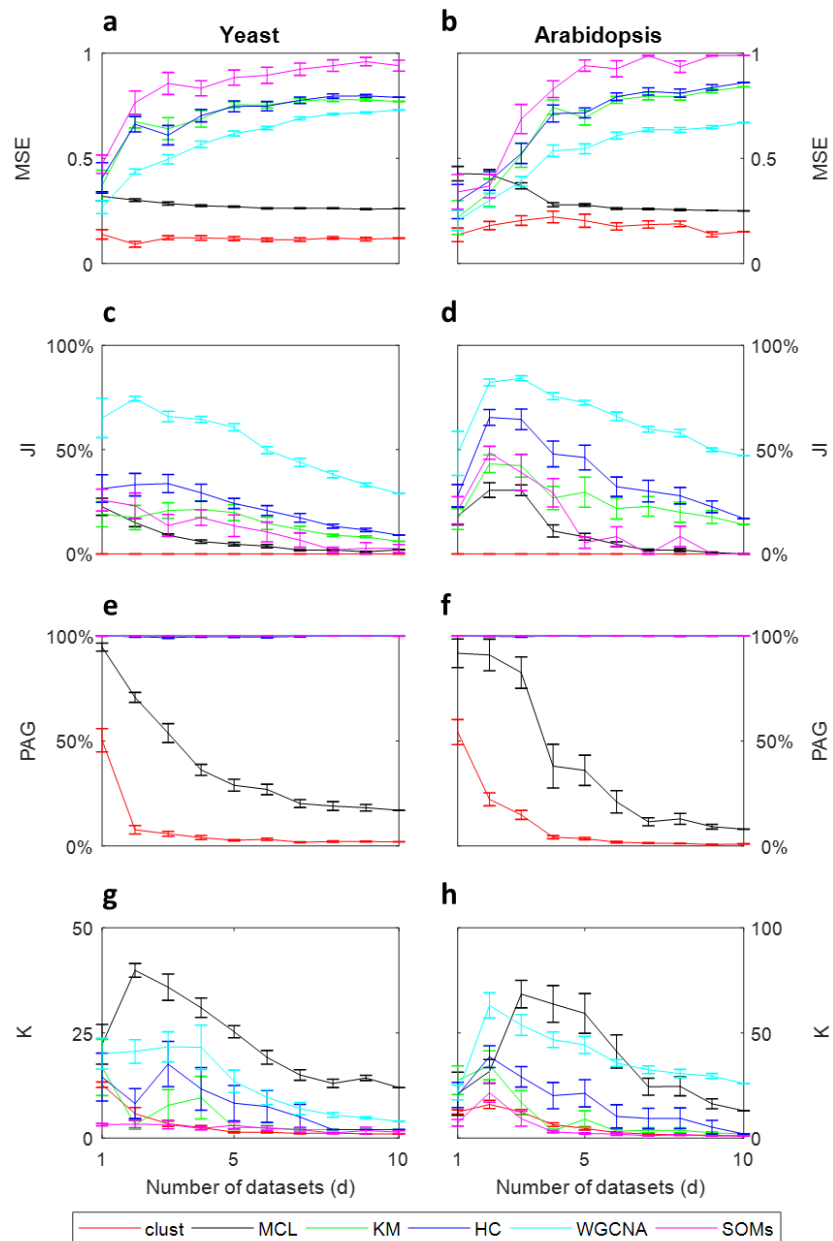 a b
Yeast Arabidopsis
1 1
MSE 0.5 0.5 MSE
0 0
c d
100% 100%
JI 50% 50% JI
0% 0%
e f
100% 100%
PAG 50% 50% PAG
0% 0%
g h
50 100
K 25 50 K
0 0
1 5 10 1 5 10
Number of datasets (d) Number of datasets (d)
clust MCL KM HC WGCNA SOMs